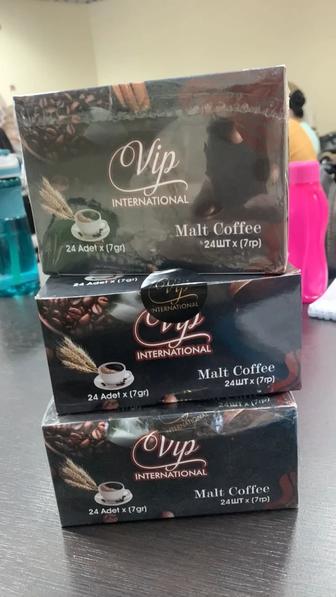 Vip
INTERNATIONAL
Malt Coffee
24 Adet x (7gr)
24ШТ x (7гр)
Vip
INTERNATIONAL
Vip
INTERNATIONAL
Malt Coffee
24ШТ x (7гр)
24 Adet x (7gr)
Vip
INTERNATIONAL
Malt Coffee
24ШТ x (7гр)
24 Adet x (7gr)